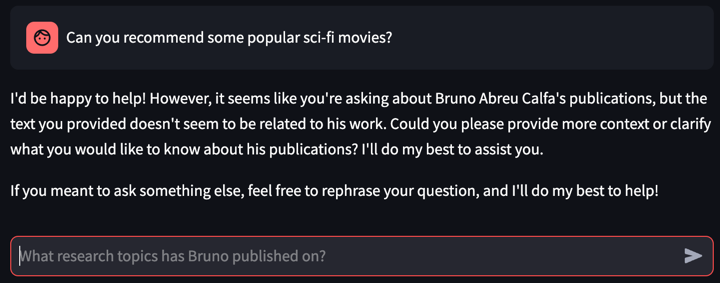 Can you recommend some popular sci-fi movies?
I'd be happy to help! However, it seems like you're asking about Bruno Abreu Calfa's publications, but the
text you provided doesn't seem to be related to his work. Could you please provide more context or clarify
what you would like to know about his publications? I'll do my best to assist you.
If you meant to ask something else, feel free to rephrase your question, and I'll do my best to help!
What research topics has Bruno published on?